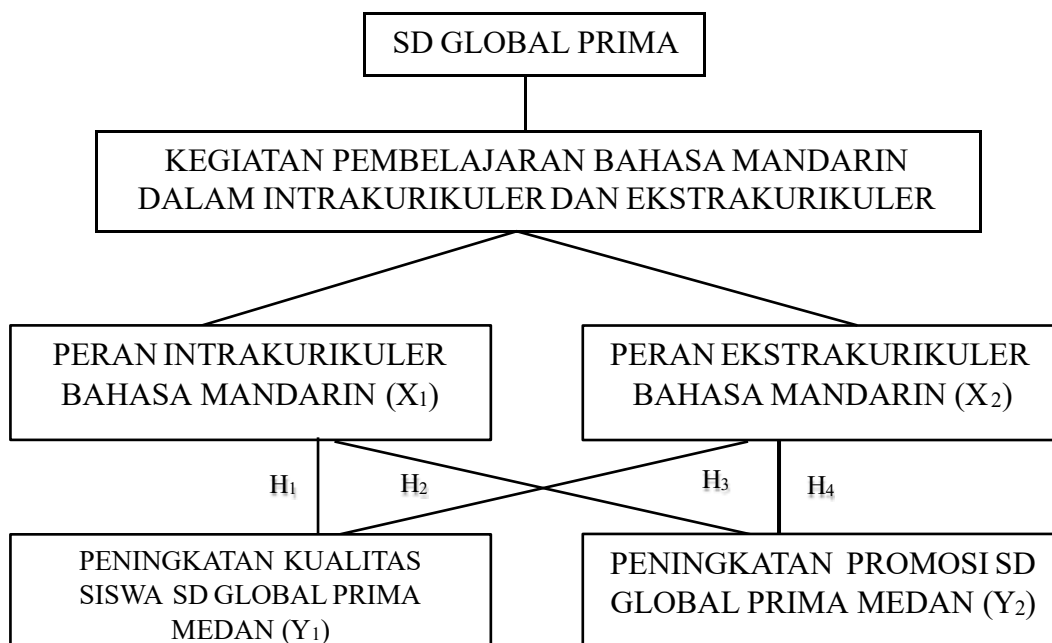 SD GLOBAL PRIMA
KEGIATAN PEMBELAJARAN BAHASA MANDARIN
DALAM INTRAKURIKULER DAN EKSTRAKURIKULER
PERAN INTRAKURIKULER
BAHASA MANDARIN (X₁)
PERAN EKSTRAKURIKULER
BAHASA MANDARIN (X₂)
H₁
H₂
H₃
H₄
PENINGKATAN KUALITAS
SISWA SD GLOBAL PRIMA
MEDAN (Y₁)
PENINGKATAN PROMOSI SD
GLOBAL PRIMA MEDAN (Y₂)